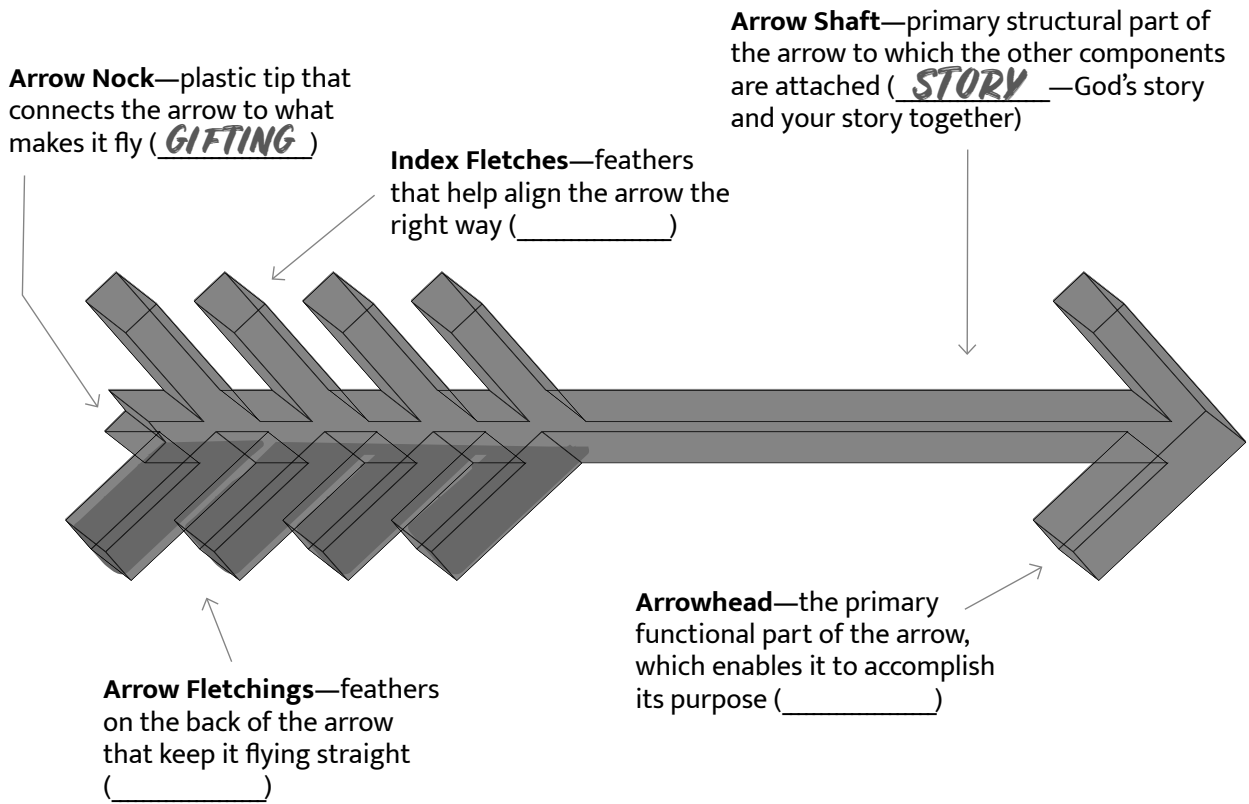 Arrow Nock—plastic tip that
connects the arrow to what
makes it fly (GIFTING)
Arrow Shaft—primary structural part of
the arrow to which the other components
are attached (STORY—God’s story
and your story together)
Index Fletches—feathers
that help align the arrow the
right way (______________)
Arrowhead—the primary
functional part of the arrow,
which enables it to accomplish
its purpose (______________)
Arrow Fletchings—feathers
on the back of the arrow
that keep it flying straight
(______________)